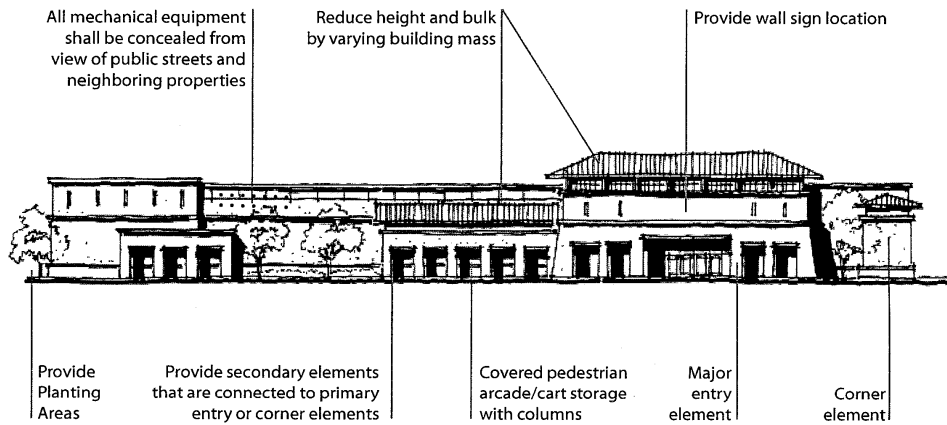 All mechanical equipment
shall be concealed from
view of public streets and
neighboring properties
Reduce height and bulk
by varying building mass
Provide wall sign location
Provide
Planting
Areas
Provide secondary elements
that are connected to primary
entry or corner elements
Covered pedestrian
arcade/cart storage
with columns
Major
entry
element
Corner
element